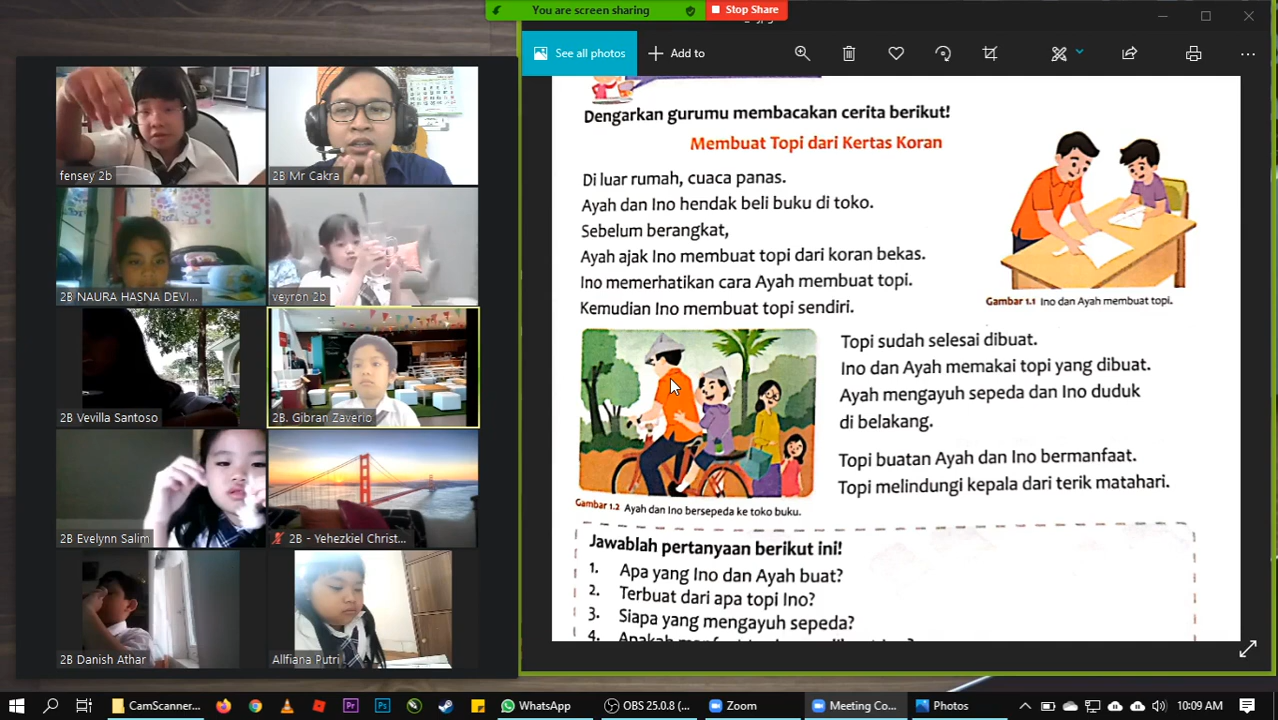 You are screen sharing
Stop Share
See all photos
Add to
Dengarkan gurumu membacakan cerita berikut!
Membuat Topi dari Kertas Koran
Di luar rumah, cuaca panas.
Ayah dan Ino hendak beli buku di toko.
Sebelum berangkat,
Ayah ajak Ino membuat topi dari koran bekas.
Ino memerhatikan cara Ayah membuat topi.
Kemudian Ino membuat topi sendiri.
Gambar 1.1 Ino dan Ayah membuat topi.
Topi sudah selesai dibuat.
Ino dan Ayah memakai topi yang dibuat.
Ayah mengayuh sepeda dan Ino duduk
di belakang.
Topi buatan Ayah dan Ino bermanfaat.
Topi melindungi kepala dari terik matahari.
Gambar 1.2 Ayah dan Ino bersepeda ke toko buku.
Jawablah pertanyaan berikut ini!
1. Apa yang Ino dan Ayah buat?
2. Terbuat dari apa topi Ino?
3. Siapa yang mengayuh sepeda?
4.
fensey 2b
2B Mr Cakra
2B NAURA HASNA DEVI...
veyron 2b
2B Vevilla Santoso
2B. Gibran Zaverio
2B Evelynn Salim
2B - Yehezkiel Christ...
2B Danish Athar
Allfiana Putri
CamScanner...
WhatsApp
OBS 25.0.8 (...
Zoom
Meeting Co...
Photos
10:09 AM